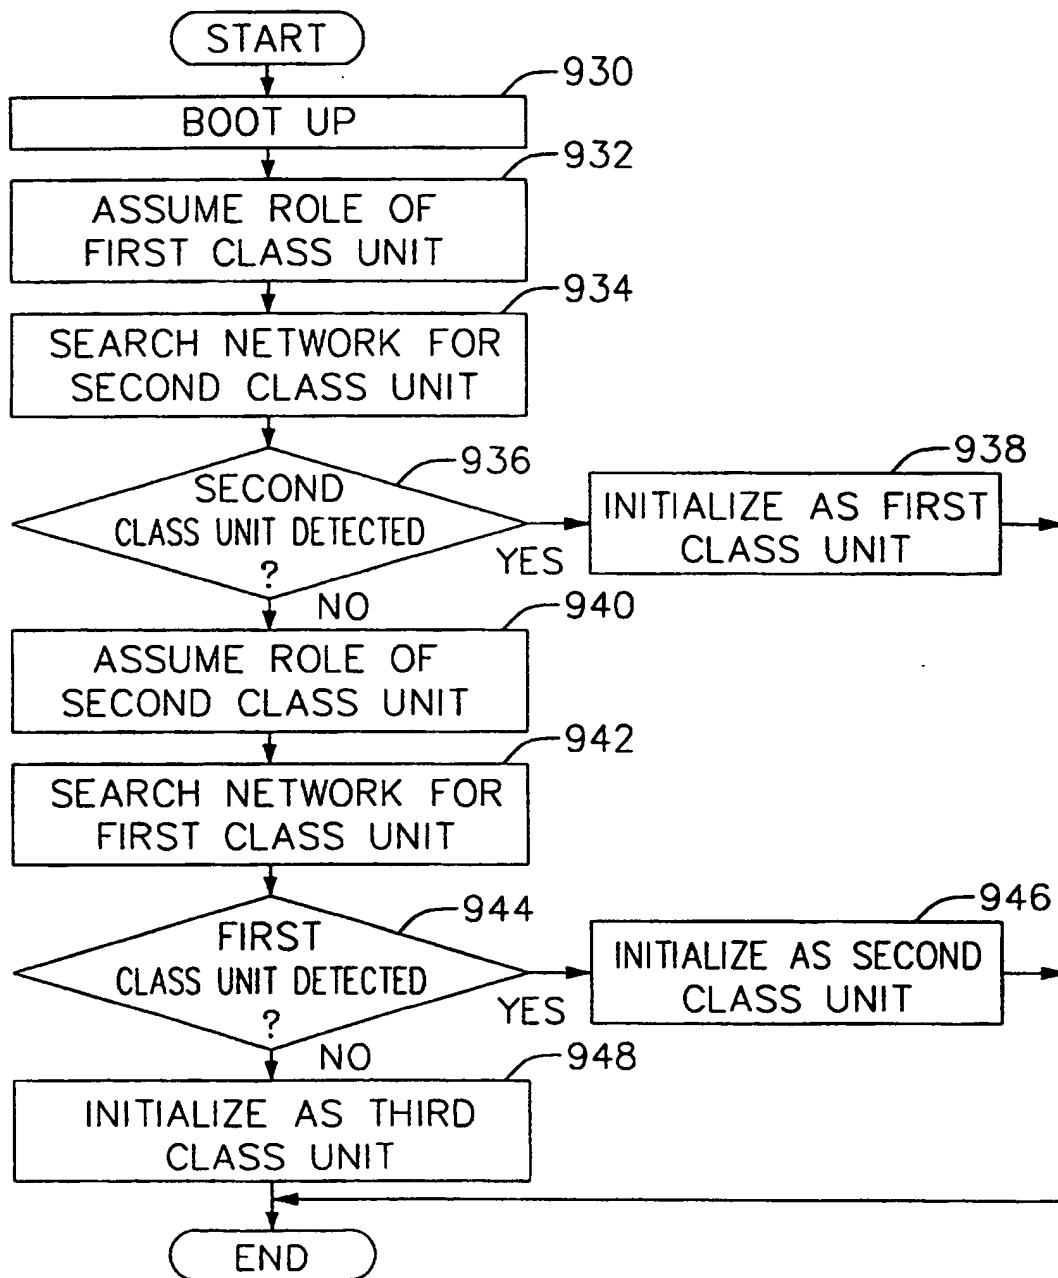 START
930
BOOT UP
932
ASSUME ROLE OF
FIRST CLASS UNIT
934
SEARCH NETWORK FOR
SECOND CLASS UNIT
936
SECOND
CLASS UNIT DETECTED
?
YES
NO
938
INITIALIZE AS FIRST
CLASS UNIT
940
ASSUME ROLE OF
SECOND CLASS UNIT
942
SEARCH NETWORK FOR
FIRST CLASS UNIT
944
FIRST
CLASS UNIT DETECTED
?
YES
NO
946
INITIALIZE AS SECOND
CLASS UNIT
948
INITIALIZE AS THIRD
CLASS UNIT
END